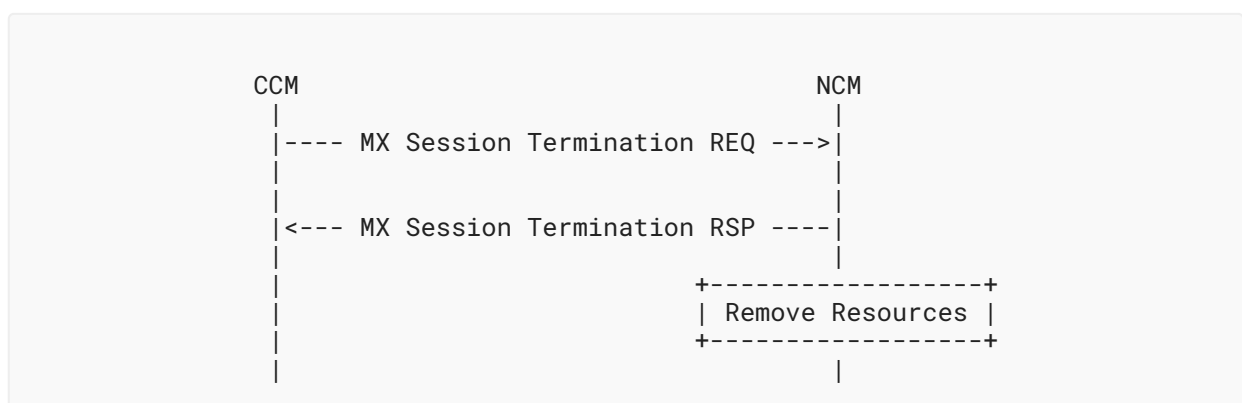 CCM NCM
|---- MX Session Termination REQ --->|
|<--- MX Session Termination RSP ----|
+------------------+
| Remove Resources |
+------------------+